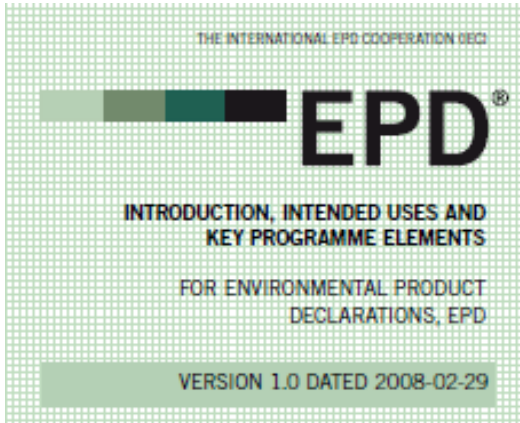 THE INTERNATIONAL EPD COOPERATION (IEC)
EPD®
INTRODUCTION, INTENDED USES AND
KEY PROGRAMME ELEMENTS
FOR ENVIRONMENTAL PRODUCT
DECLARATIONS, EPD
VERSION 1.0 DATED 2008-02-29